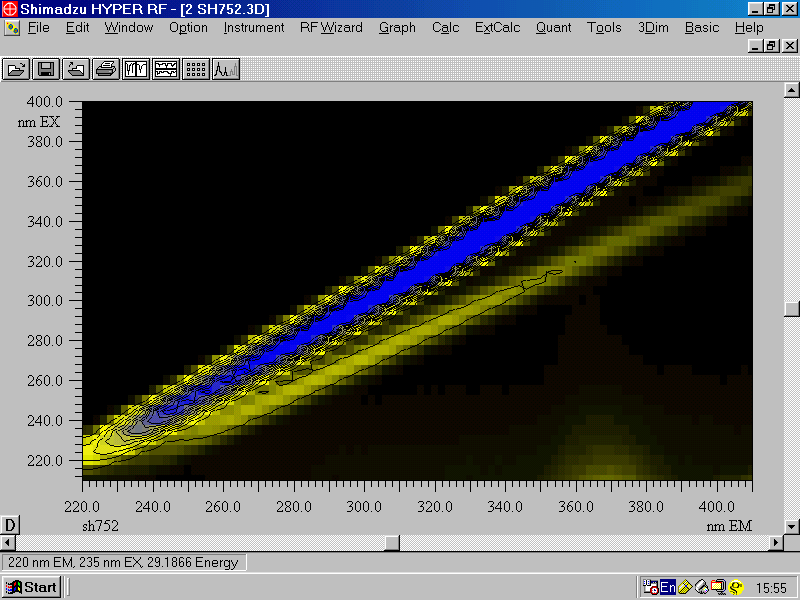 Shimadzu HYPER RF - [2 SH752.3D]
File Edit Window Option Instrument RF Wizard Graph Calc ExtCalc Quant Tools 3Dim Basic Help
400.0
nm EX
380.0
360.0
340.0
320.0
300.0
280.0
260.0
240.0
220.0
220.0 240.0 260.0 280.0 300.0 320.0 340.0 360.0 380.0 400.0
D sh752 nm EM
220 nm EM, 235 nm EX, 29.1866 Energy
Start En 15:55